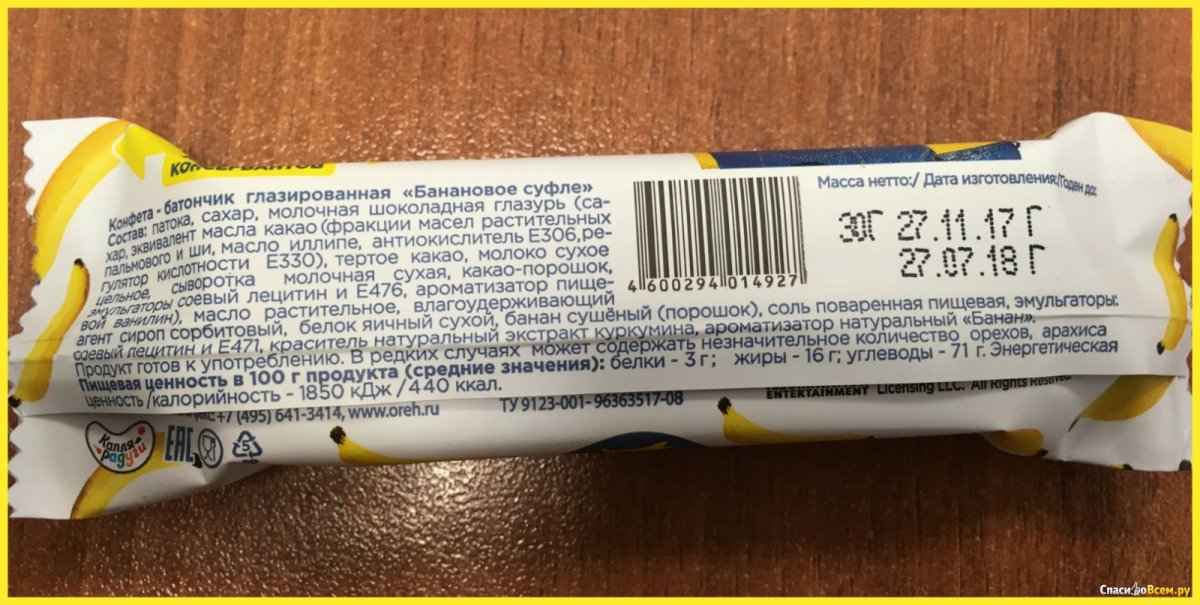 КОНСЕРВАНТОВ
Конфета - батончик глазированная «Банановое суфле»
Состав: патока, сахар, молочная шоколадная глазурь (са-
хар, эквивалент масла какао (фракции масел растительных
пальмового и ши, масло иллипе, антиокислитель Е306,ре-
гулятор кислотности Е330), тертое какао, молоко сухое
цельное, сыворотка молочная сухая, какао-порошок,
эмульгаторы соевый лецитин и Е476, ароматизатор пище-
вой ванилин), масло растительное, влагоудерживающий
агент сироп сорбитовый, белок яичный сухой, банан сушёный (порошок), соль поваренная пищевая, эмульгаторы:
соевый лецитин и Е471, краситель натуральный экстракт куркумина, ароматизатор натуральный «Банан».
Продукт готов к употреблению. В редких случаях может содержать незначительное количество орехов, арахиса
Пищевая ценность в 100 г продукта (средние значения): белки - 3 г; жиры - 16 г; углеводы - 71 г. Энергетическая
ценность /калорийность - 1850 кДж /440 ккал.
Масса нетто:/ Дата изготовления:/Годен до:
30Г 27.11.17 Г
27.07.18 Г
4 600294 014927
+7 (495) 641-3414, www.oreh.ru
ТУ 9123-001- 96363517-08
ENTERTAINMENT Licensing LLC. All Rights Reserved.
Капля
радуги
EAC
5
СпасибоВсем.ру